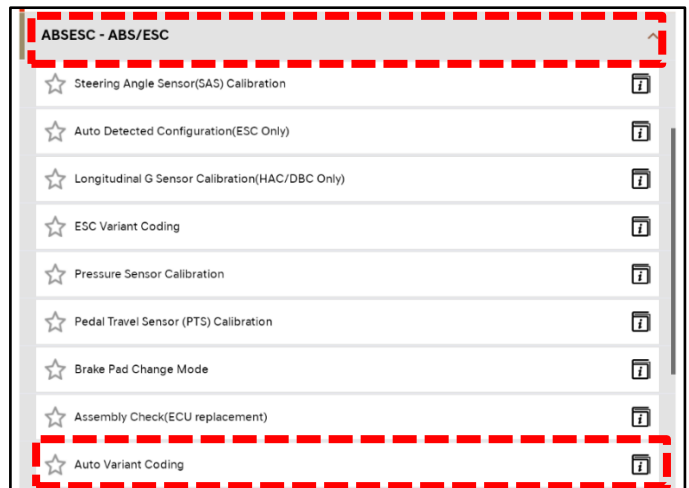 ABSESC - ABS/ESC
Steering Angle Sensor(SAS) Calibration
Auto Detected Configuration(ESC Only)
Longitudinal G Sensor Calibration(HAC/DBC Only)
ESC Variant Coding
Pressure Sensor Calibration
Pedal Travel Sensor (PTS) Calibration
Brake Pad Change Mode
Assembly Check(ECU replacement)
Auto Variant Coding